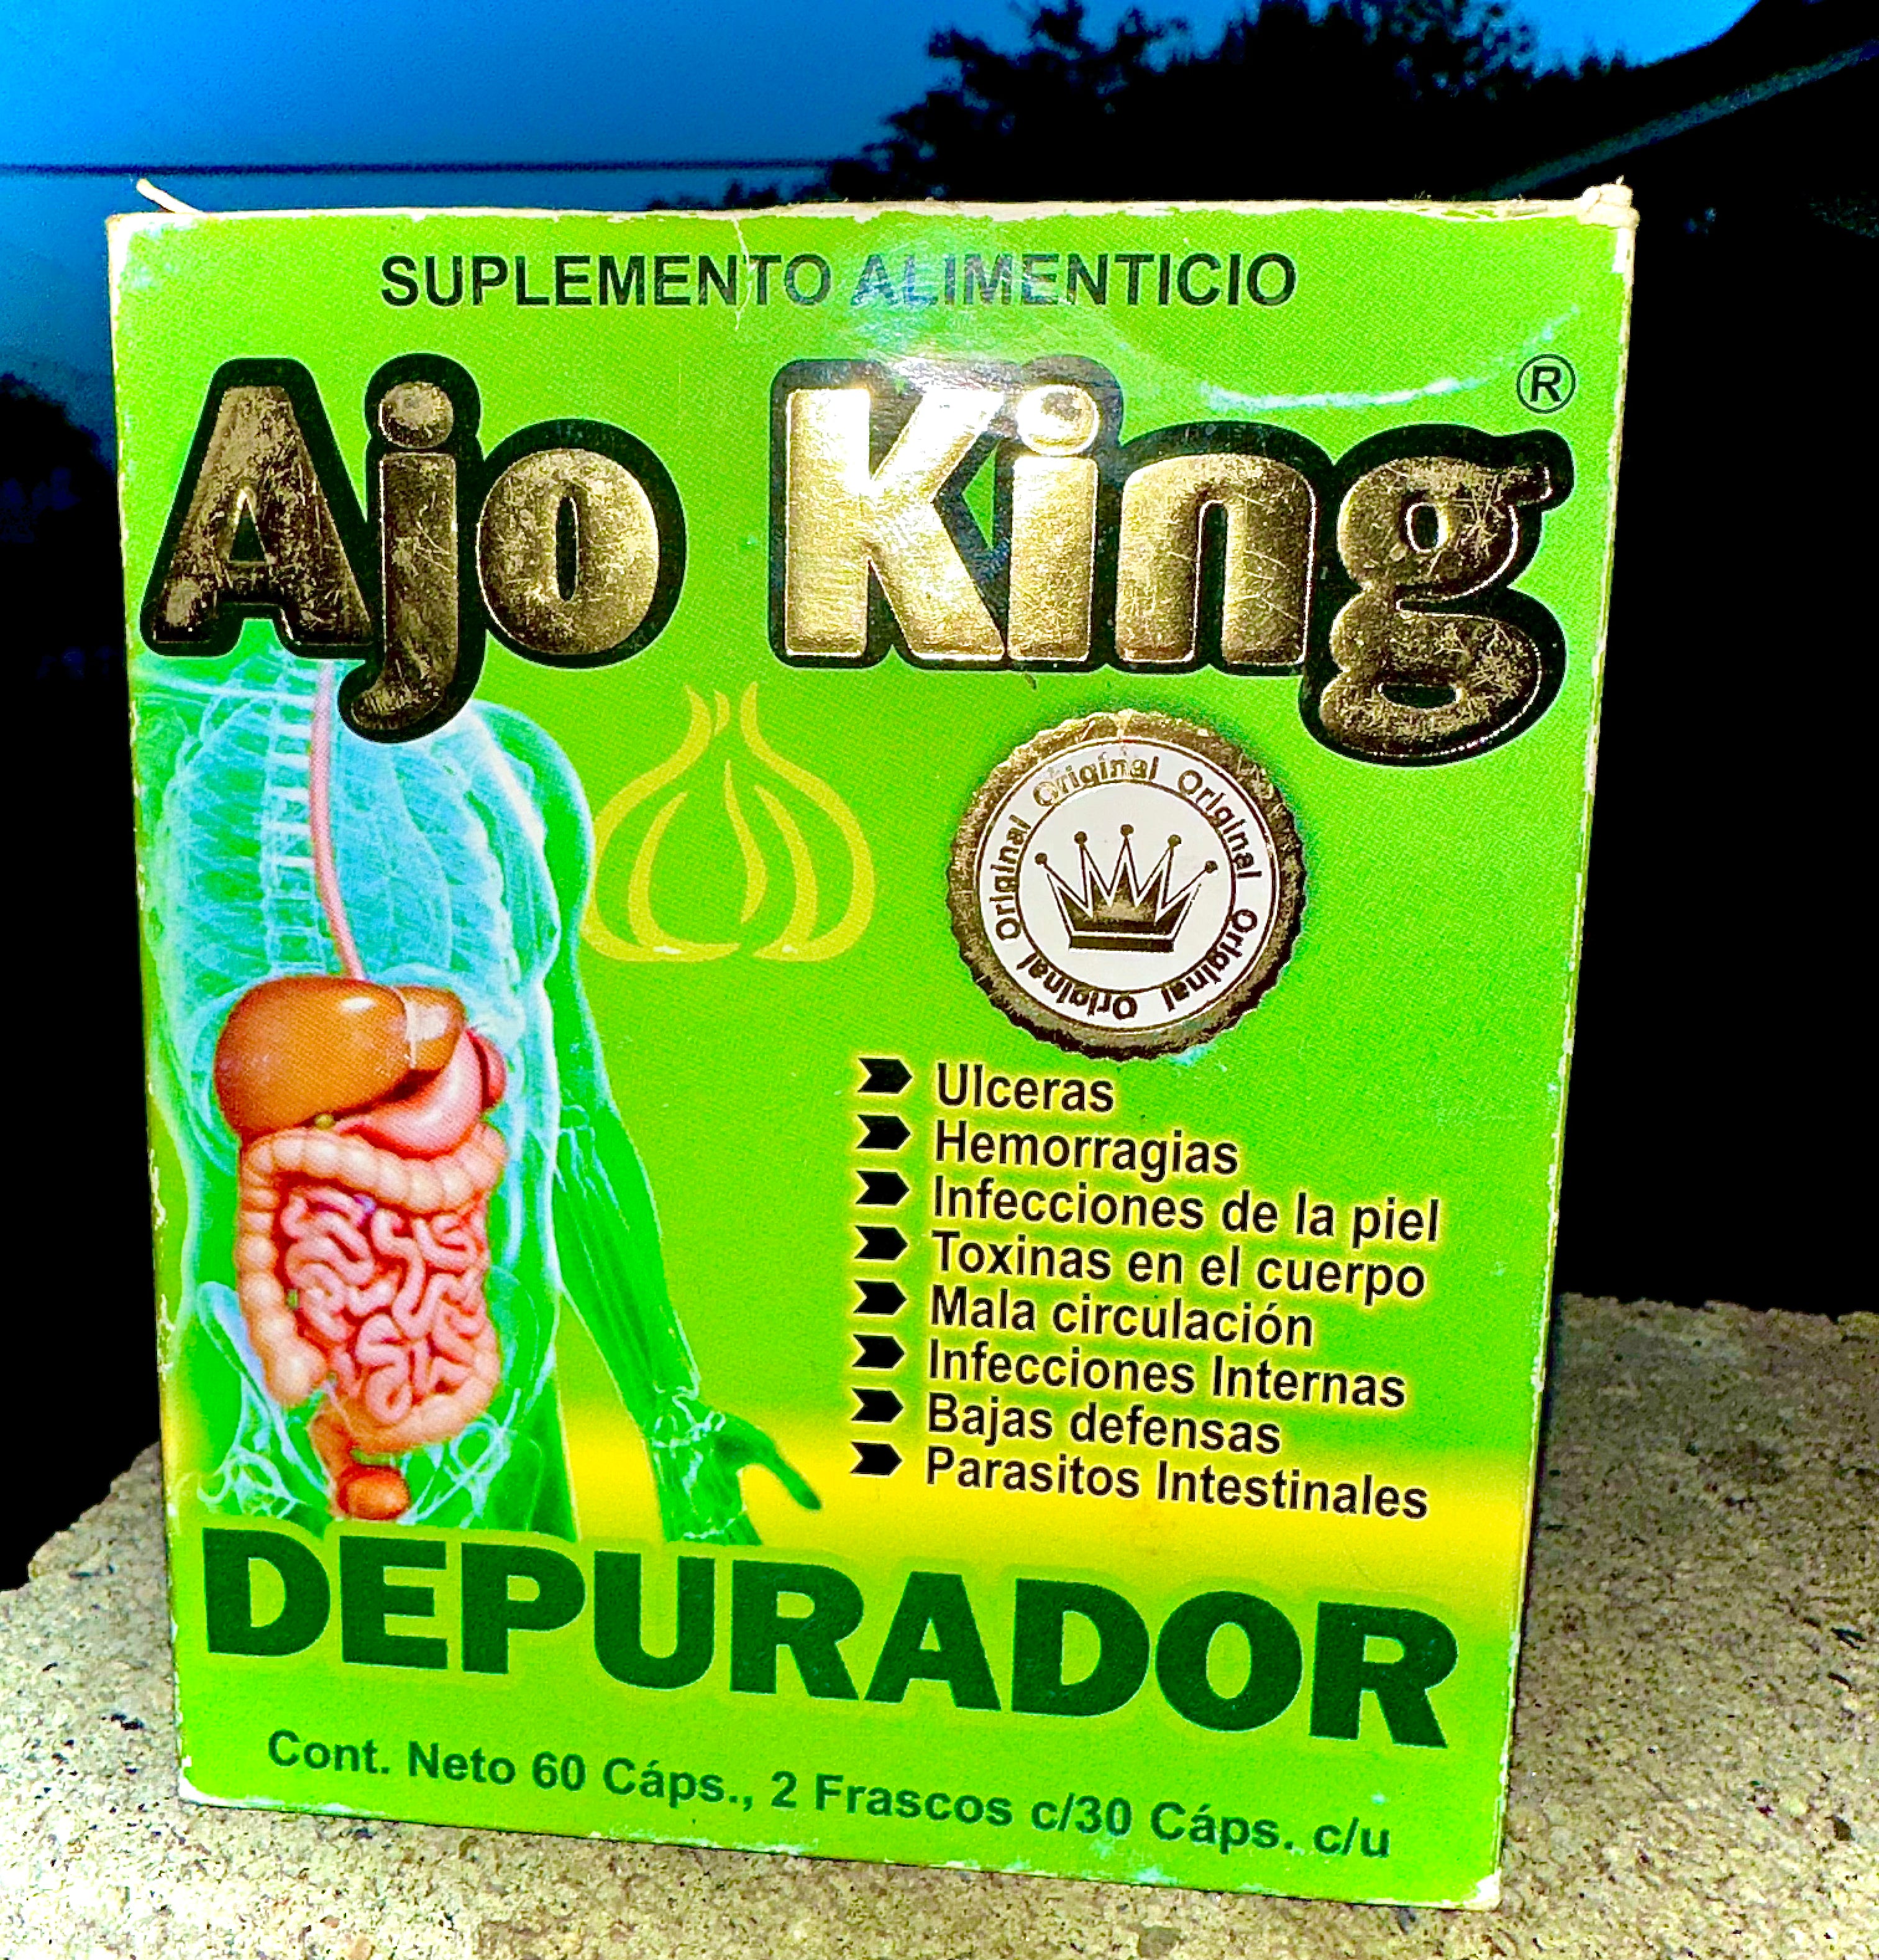 SUPLEMENTO ALIMENTICIO
Ajo King ®
Original Original Original Original Original Original
Ulceras
Hemorragias
Infecciones de la piel
Toxinas en el cuerpo
Mala circulación
Infecciones Internas
Bajas defensas
Parasitos Intestinales
DEPURADOR
Cont. Neto 60 Cáps., 2 Frascos c/30 Cáps. c/u